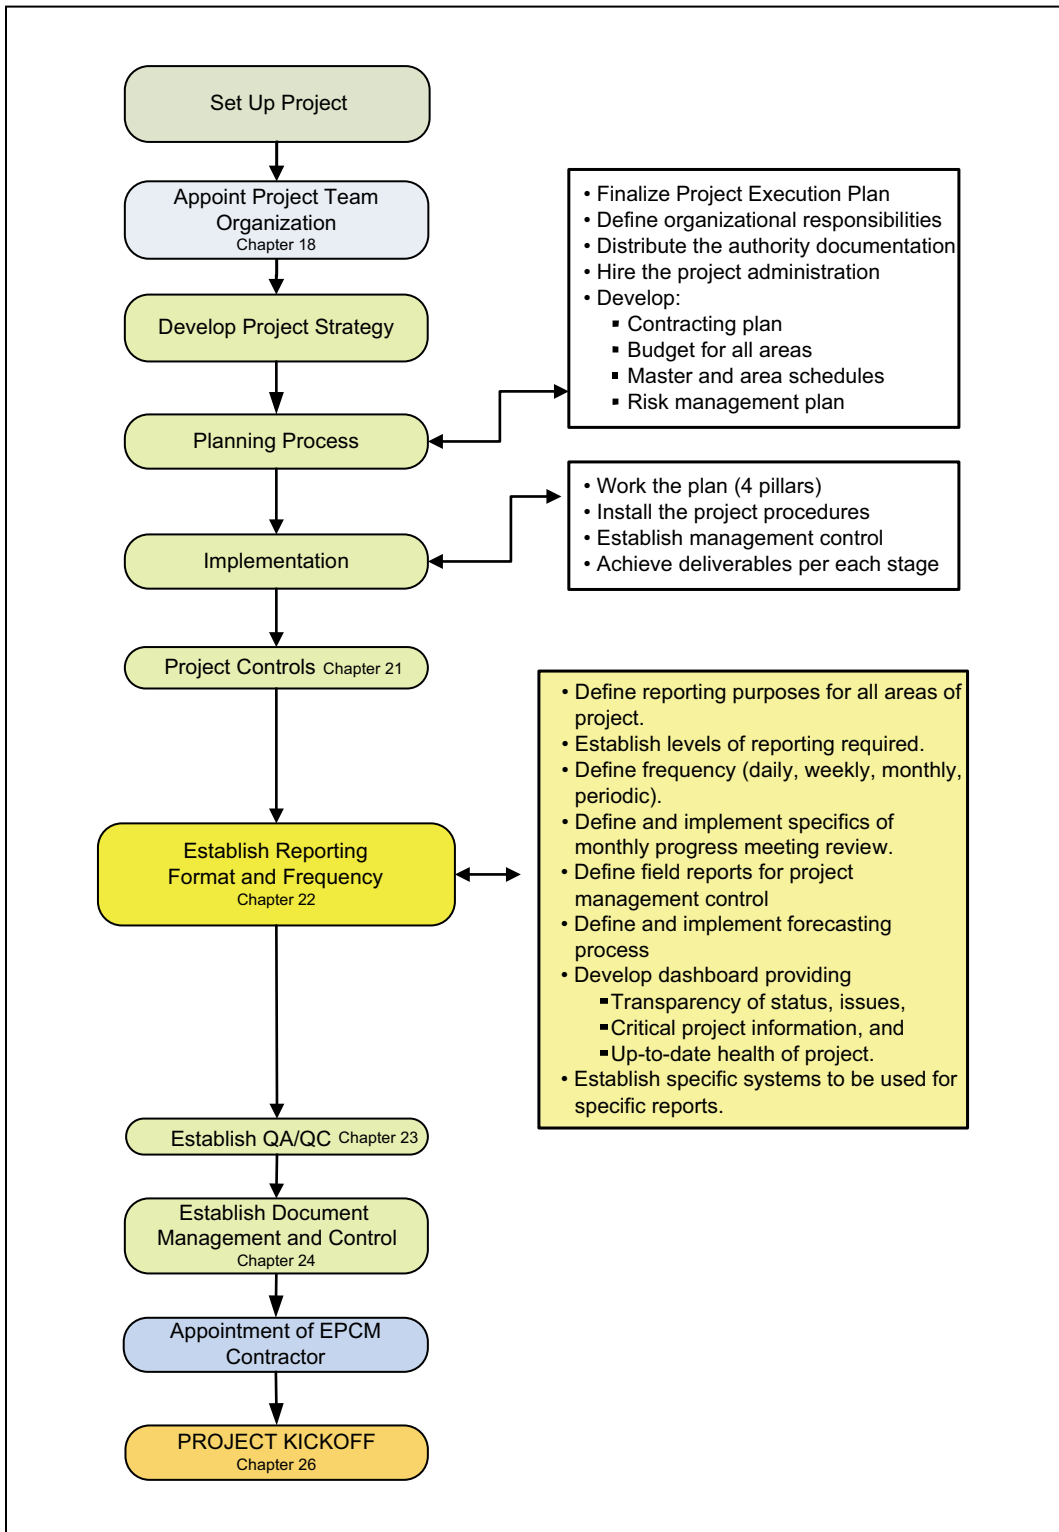 Set Up Project
Appoint Project Team
Organization
Chapter 18
Develop Project Strategy
Planning Process
• Finalize Project Execution Plan
• Define organizational responsibilities
• Distribute the authority documentation
• Hire the project administration
• Develop:
▪ Contracting plan
▪ Budget for all areas
▪ Master and area schedules
▪ Risk management plan
Implementation
• Work the plan (4 pillars)
• Install the project procedures
• Establish management control
• Achieve deliverables per each stage
Project Controls Chapter 21
Establish Reporting
Format and Frequency
Chapter 22
• Define reporting purposes for all areas of
project.
• Establish levels of reporting required.
• Define frequency (daily, weekly, monthly,
periodic).
• Define and implement specifics of
monthly progress meeting review.
• Define field reports for project
management control
• Define and implement forecasting
process
• Develop dashboard providing
▪Transparency of status, issues,
▪Critical project information, and
▪Up-to-date health of project.
• Establish specific systems to be used for
specific reports.
Establish QA/QC Chapter 23
Establish Document
Management and Control
Chapter 24
Appointment of EPCM
Contractor
PROJECT KICKOFF
Chapter 26